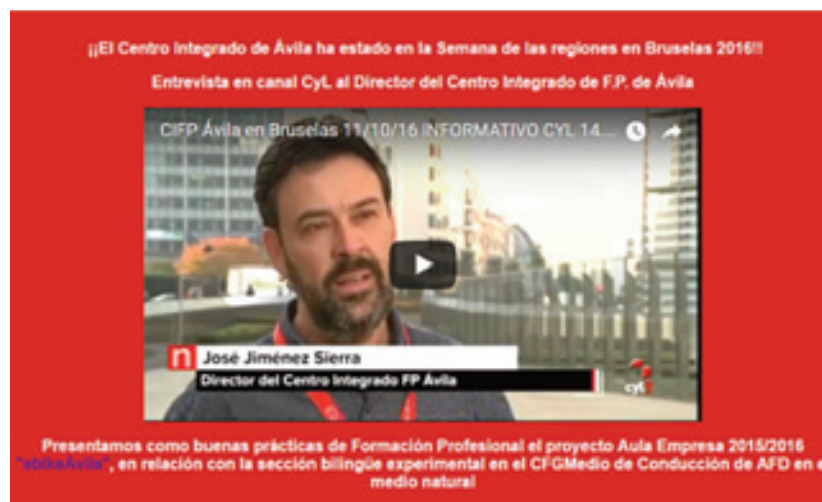 ¡¡El Centro Integrado de Ávila ha estado en la Semana de las regiones en Bruselas 2016!!
Entrevista en canal CyL al Director del Centro Integrado de F.P. de Ávila
CIFP Ávila en Bruselas 11/10/16 INFORMATIVO CYL 14...
n José Jiménez Sierra
Director del Centro Integrado FP Ávila
cyl7
Presentamos como buenas prácticas de Formación Profesional el proyecto Aula Empresa 2015/2016
"ebikeAvila", en relación con la sección bilingüe experimental en el CFGMedio de Conducción de AFD en e
medio natural